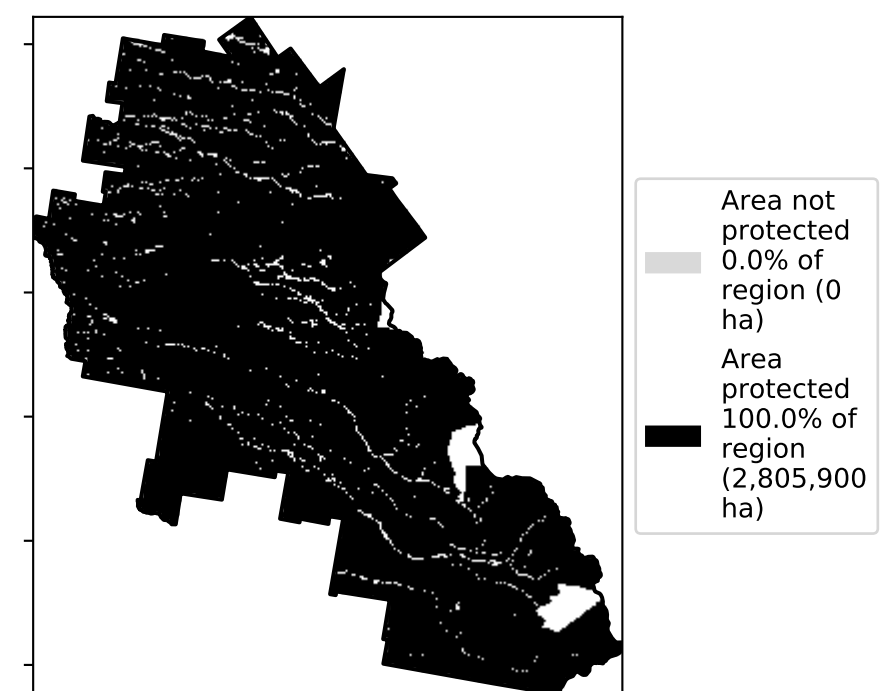 Area not
protected
0.0% of
region (0
ha)
Area
protected
100.0% of
region
(2,805,900
ha)